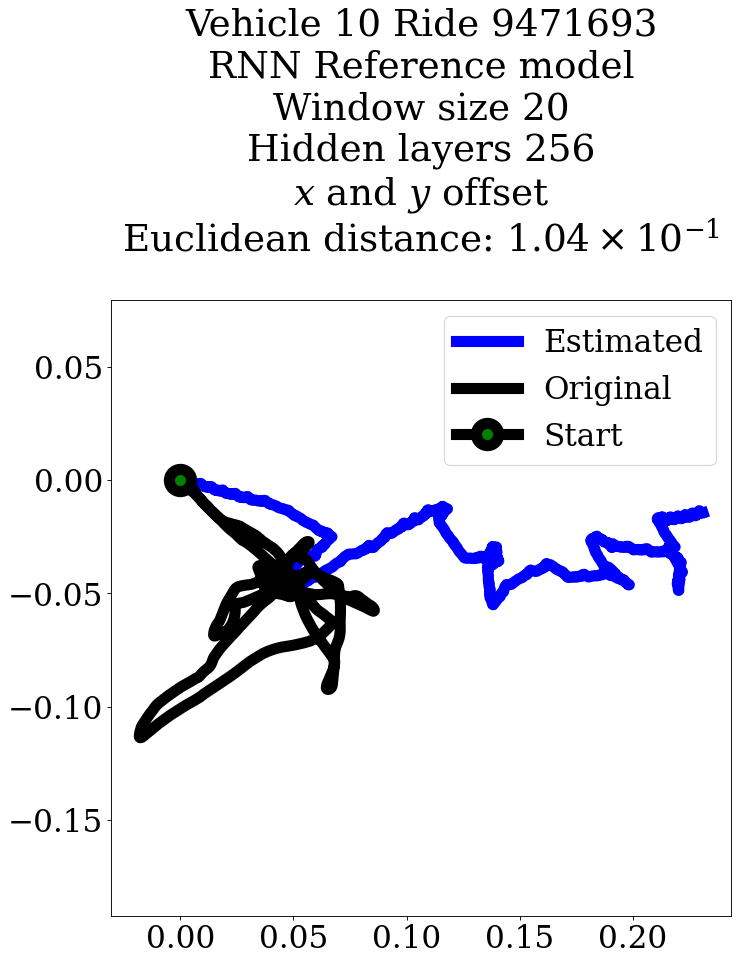 Vehicle 10 Ride 9471693
RNN Reference model
Window size 20
Hidden layers 256
x and y offset
Euclidean distance: 1.04 × 10⁻¹
Estimated
Original
Start
0.05
0.00
−0.05
−0.10
−0.15
0.00 0.05 0.10 0.15 0.20